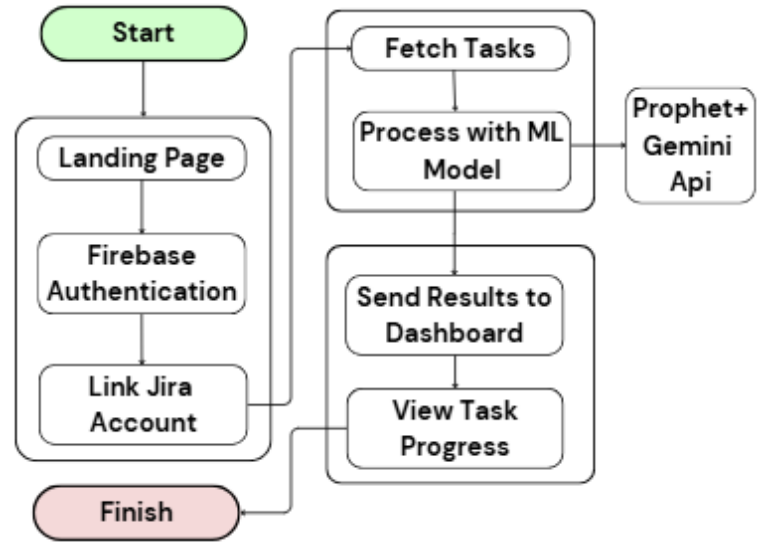 Start
Landing Page
Firebase
Authentication
Link Jira
Account
Fetch Tasks
Process with ML
Model
Prophet+
Gemini
Api
Send Results to
Dashboard
View Task
Progress
Finish